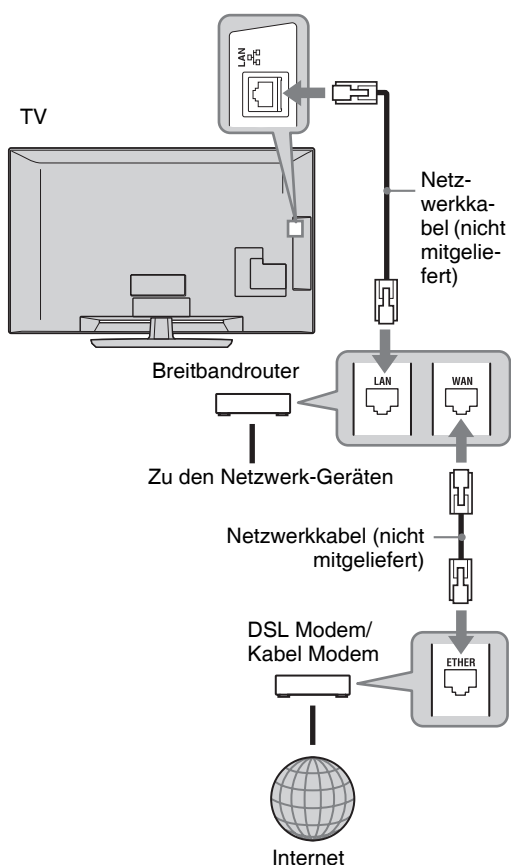 LAN
TV
Netz-
werkka-
bel (nicht
mitgelie-
fert)
Breitbandrouter
LAN
WAN
Zu den Netzwerk-Geräten
Netzwerkkabel (nicht
mitgeliefert)
DSL Modem/
Kabel Modem
ETHER
Internet